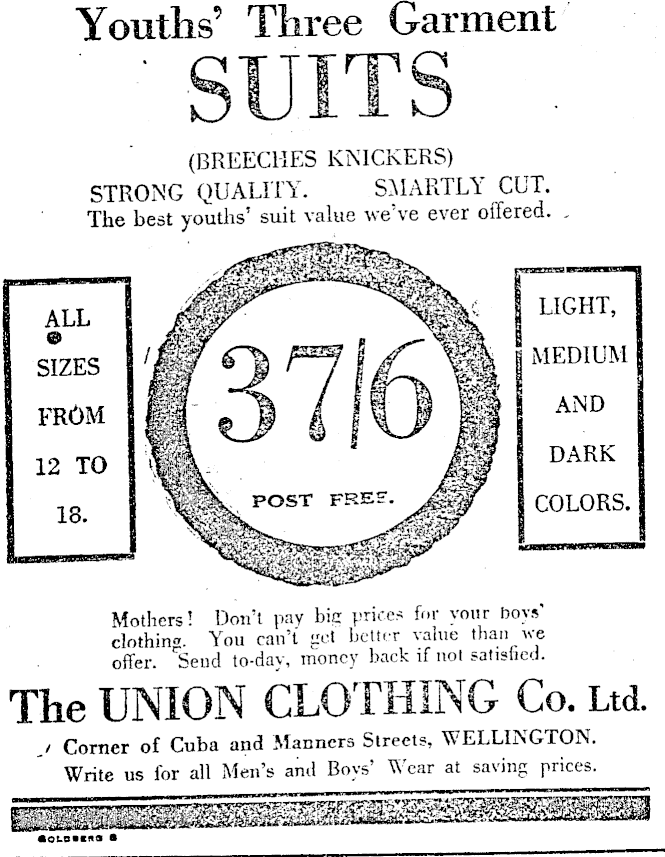 Youths' Three Garment
SUITS
(BREECHES KNICKERS)
STRONG QUALITY. SMARTLY CUT.
The best youths' suit value we've ever offered.
ALL
SIZES
FROM
12 TO
18.
37/6
POST FREE.
LIGHT,
MEDIUM
AND
DARK
COLORS.
Mothers! Don't pay big prices for your boys'
clothing. You can't get better value than we
offer. Send to-day, money back if not satisfied.
The UNION CLOTHING Co. Ltd.
Corner of Cuba and Manners Streets, WELLINGTON.
Write us for all Men's and Boys' Wear at saving prices.
GOLDBERG